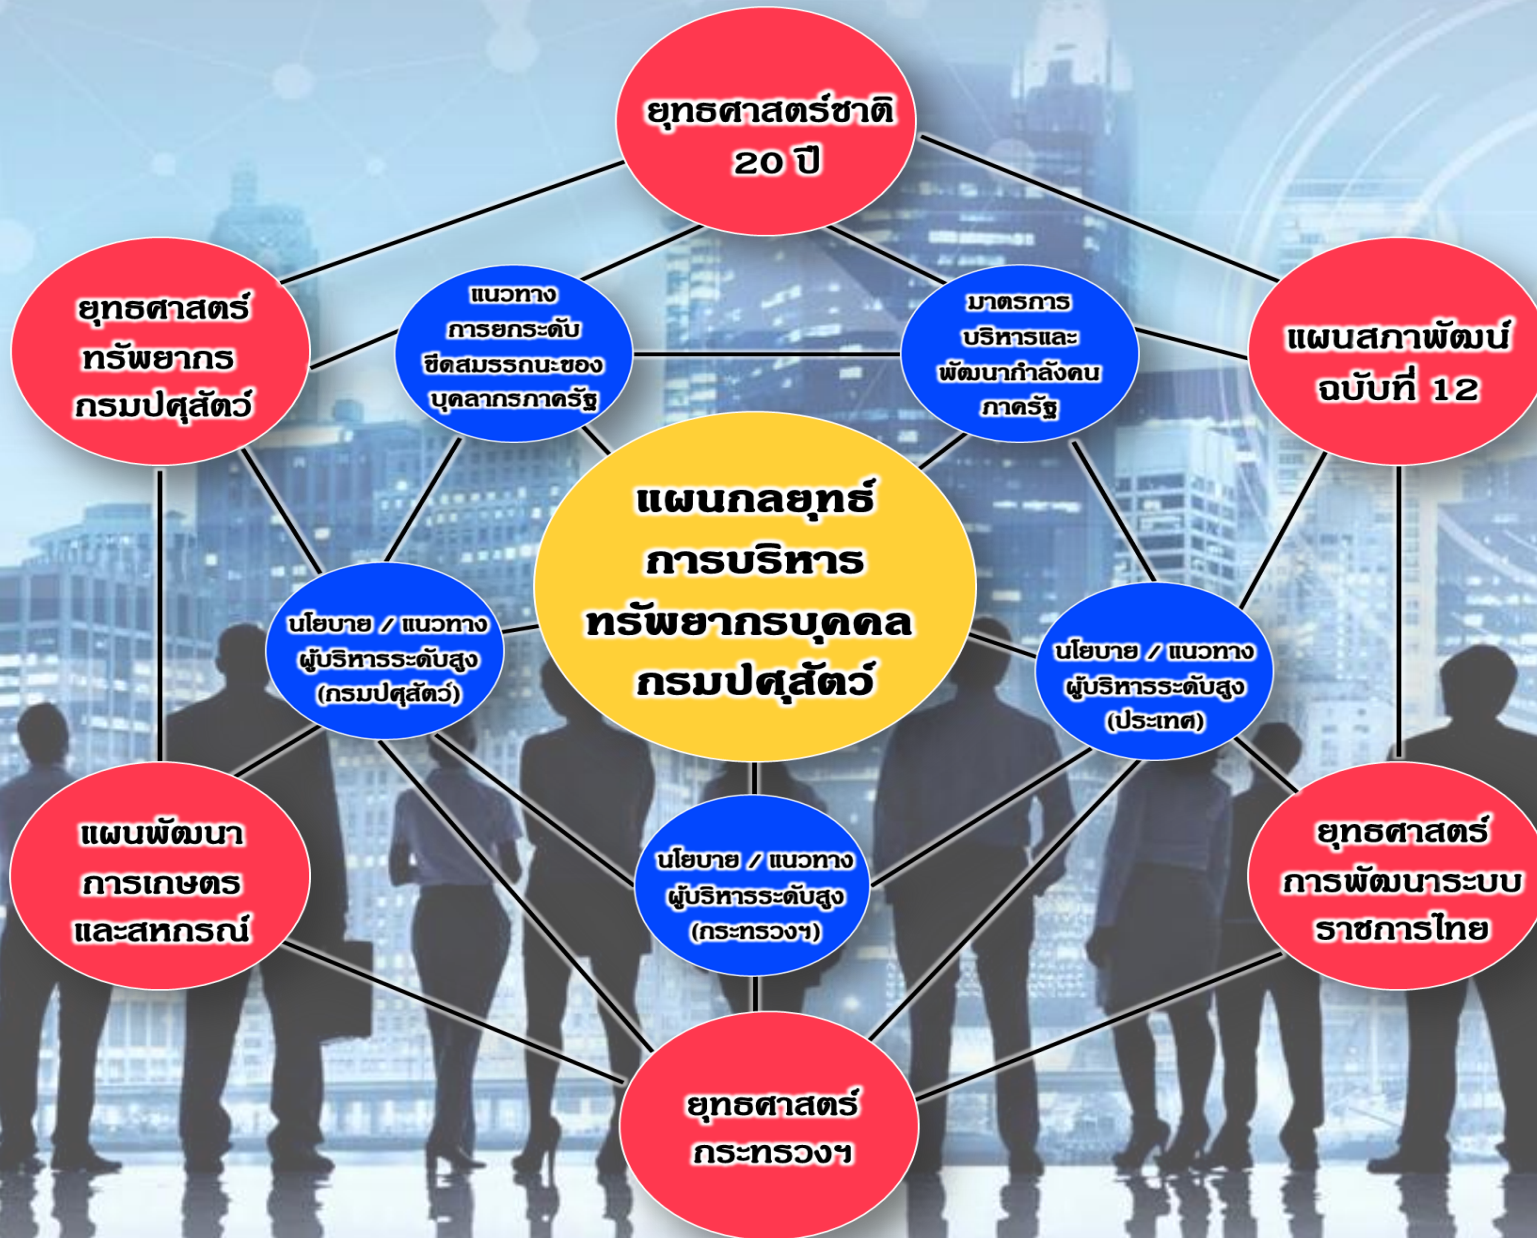 ยุทธศาสตร์ชาติ
20 ปี
ยุทธศาสตร์
ทรัพยากร
กรมปศุสัตว์
แนวทาง
การยกระดับ
ขีดสมรรถนะของ
บุคลากรภาครัฐ
มาตรการ
บริหารและ
พัฒนากำลังคน
ภาครัฐ
แผนสภาพัฒน์
ฉบับที่ 12
แผนกลยุทธ์
การบริหาร
ทรัพยากรบุคคล
กรมปศุสัตว์
นโยบาย / แนวทาง
ผู้บริหารระดับสูง
(กรมปศุสัตว์)
นโยบาย / แนวทาง
ผู้บริหารระดับสูง
(ประเทศ)
แผนพัฒนา
การเกษตร
และสหกรณ์
นโยบาย / แนวทาง
ผู้บริหารระดับสูง
(กระทรวงฯ)
ยุทธศาสตร์
การพัฒนาระบบ
ราชการไทย
ยุทธศาสตร์
กระทรวงฯ